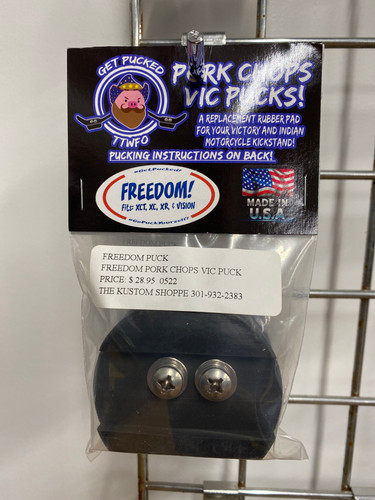 GET PUCKED
TTWFO
PORK CHOPS
VIC PUCKS!
A REPLACEMENT RUBBER PAD
FOR YOUR VICTORY AND INDIAN
MOTORCYCLE KICKSTAND!
PUCKING INSTRUCTIONS ON BACK!
#GetPucked!!
FREEDOM!
FITS XCT, XC, XR, & VISION
#GoPuckYourself!
MADE IN
U.S.A
FREEDOM PUCK
FREEDOM PORK CHOPS VIC PUCK
PRICE: $ 28.95 0522
THE KUSTOM SHOPPE 301-932-2383